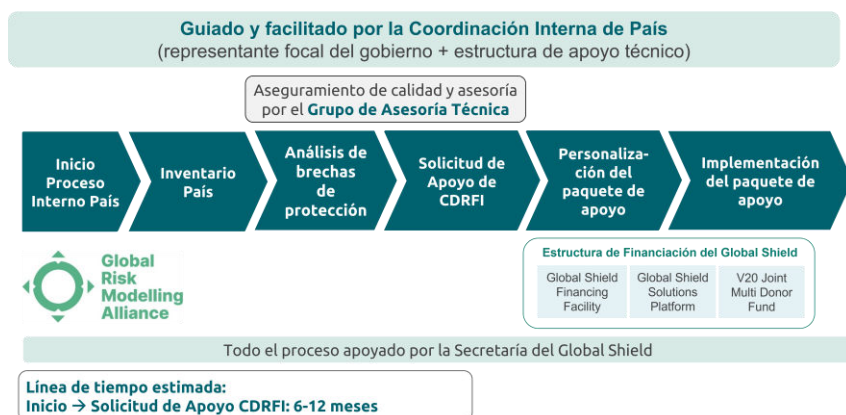 Guiado y facilitado por la Coordinación Interna de País
(representante focal del gobierno + estructura de apoyo técnico)
Aseguramiento de calidad y asesoría
por el Grupo de Asesoría Técnica
Inicio
Proceso
Interno País
Inventario
País
Análisis de
brechas
de
protección
Solicitud de
Apoyo de
CDRFI
Personaliza-
ción del
paquete de
apoyo
Implementación
del paquete de
apoyo
Global
Risk
Modelling
Alliance
Estructura de Financiación del Global Shield
Global Shield
Financing
Facility
Global Shield
Solutions
Platform
V20 Joint
Multi Donor
Fund
Todo el proceso apoyado por la Secretaría del Global Shield
Línea de tiempo estimada:
Inicio → Solicitud de Apoyo CDRFI: 6-12 meses